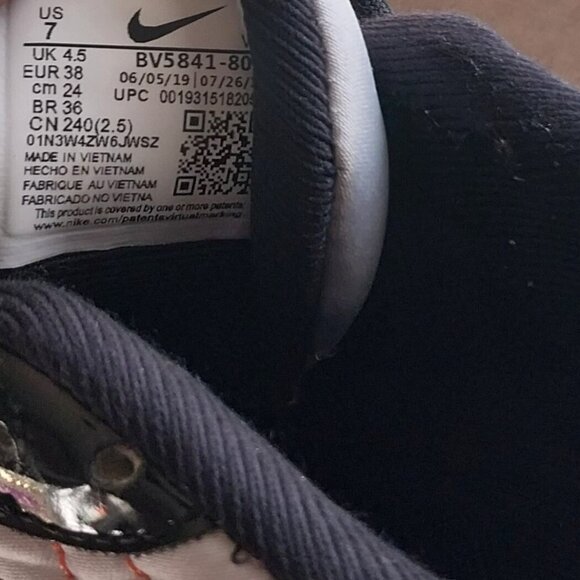 US
7
UK 4.5
EUR 38
cm 24
BR 36
CN 240(2.5)
01N3W4ZW6JWSZ
BV5841-80
06/05/19 | 07/26/
UPC 00193151820
MADE IN VIETNAM
HECHO EN VIETNAM
FABRIQUE AU VIETNAM
FABRICADO NO VIETNA
This product is covered by one or more patents.
www.nike.com/patentsvirtualmarking